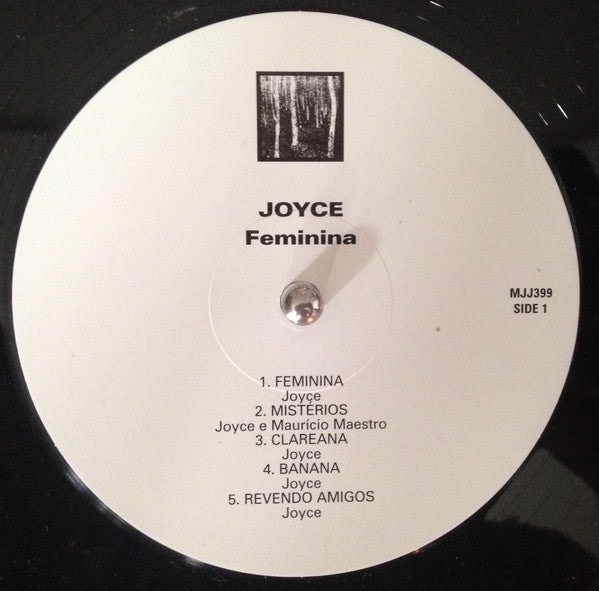 JOYCE
Feminina
MJJ399
SIDE 1
1. FEMININA
Joyce
2. MISTÉRIOS
Joyce e Maurício Maestro
3. CLAREANA
Joyce
4. BANANA
Joyce
5. REVENDO AMIGOS
Joyce